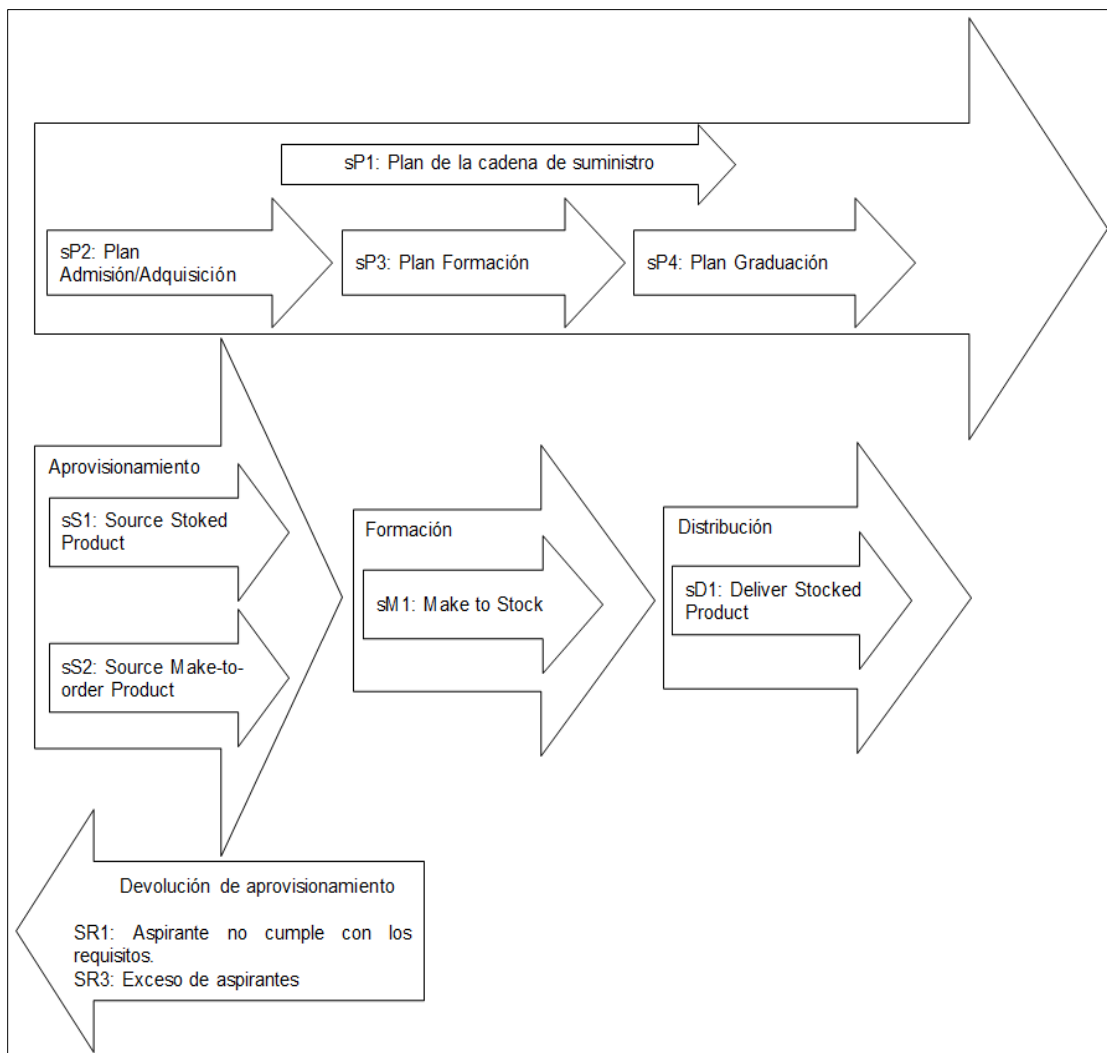 sP1: Plan de la cadena de suministro
sP2: Plan
Admisión/Adquisición
sP3: Plan Formación
sP4: Plan Graduación
Aprovisionamiento
sS1: Source Stoked
Product
sS2: Source Make-to-
order Product
Formación
sM1: Make to Stock
Distribución
sD1: Deliver Stocked
Product
Devolución de aprovisionamiento
SR1: Aspirante no cumple con los
requisitos.
SR3: Exceso de aspirantes